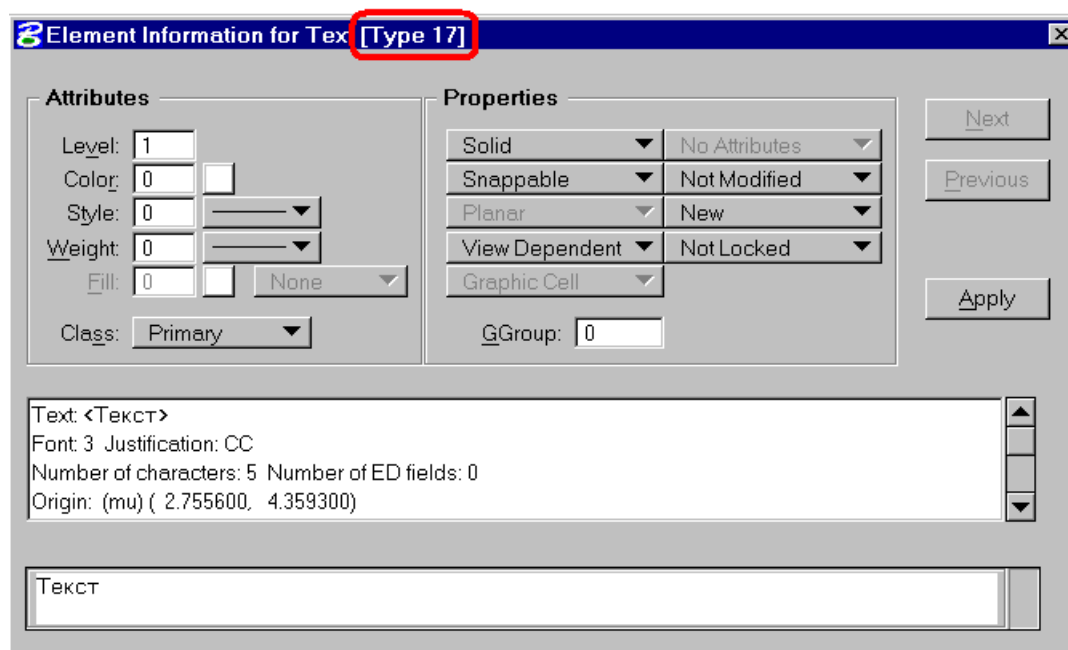 Element Information for Tex [Type 17]
Attributes
Properties
Level: 1
Solid No Attributes
Next
Color: 0
Snappable Not Modified
Previous
Style: 0
Planar New
Weight: 0
View Dependent Not Locked
Fill: 0 None
Graphic Cell
Apply
Class: Primary
GGroup: 0
Text: <Текст>
Font: 3 Justification: CC
Number of characters: 5 Number of ED fields: 0
Origin: (mu) ( 2.755600, 4.359300)
Текст